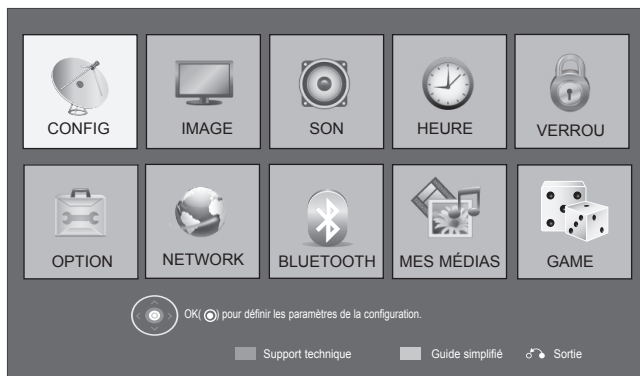 CONFIG IMAGE SON HEURE VERROU
OPTION NETWORK BLUETOOTH MES MÉDIAS GAME
OK( ) pour définir les paramètres de la configuration.
Support technique Guide simplifié Sortie